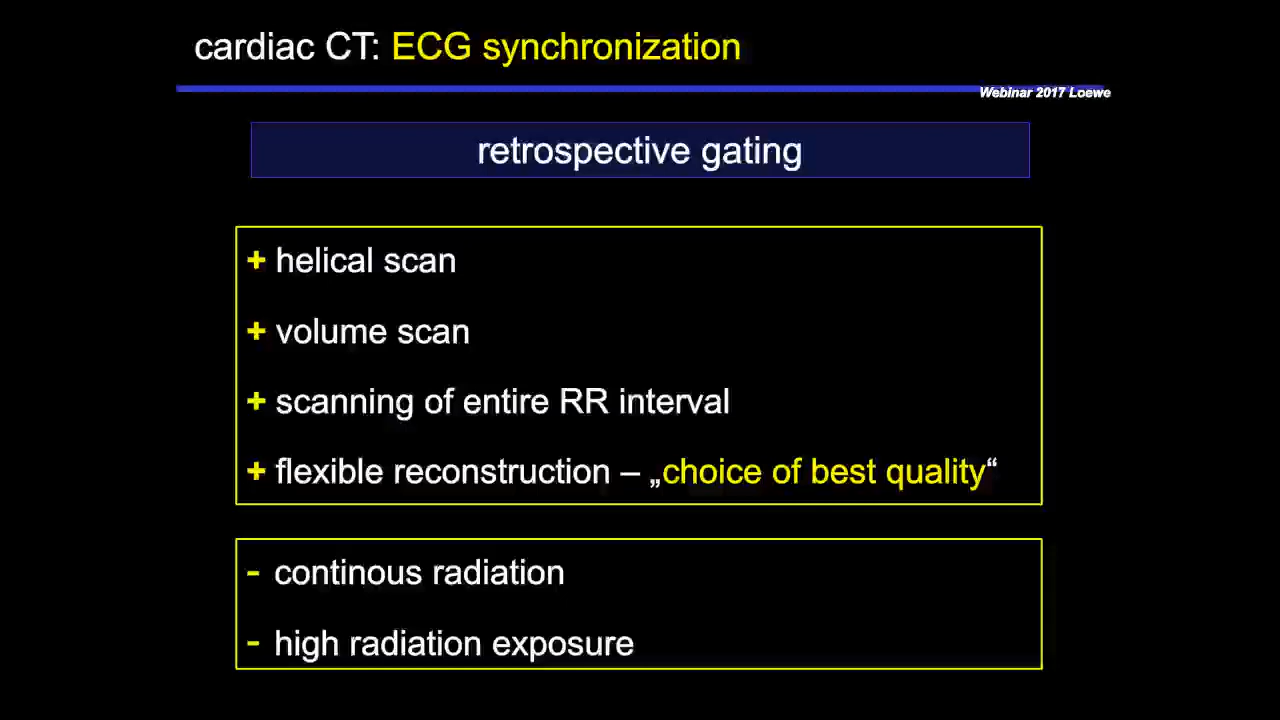 cardiac CT: ECG synchronization
Webinar 2017 Loewe
retrospective gating
+ helical scan
+ volume scan
+ scanning of entire RR interval
+ flexible reconstruction – „choice of best quality“
- continous radiation
- high radiation exposure